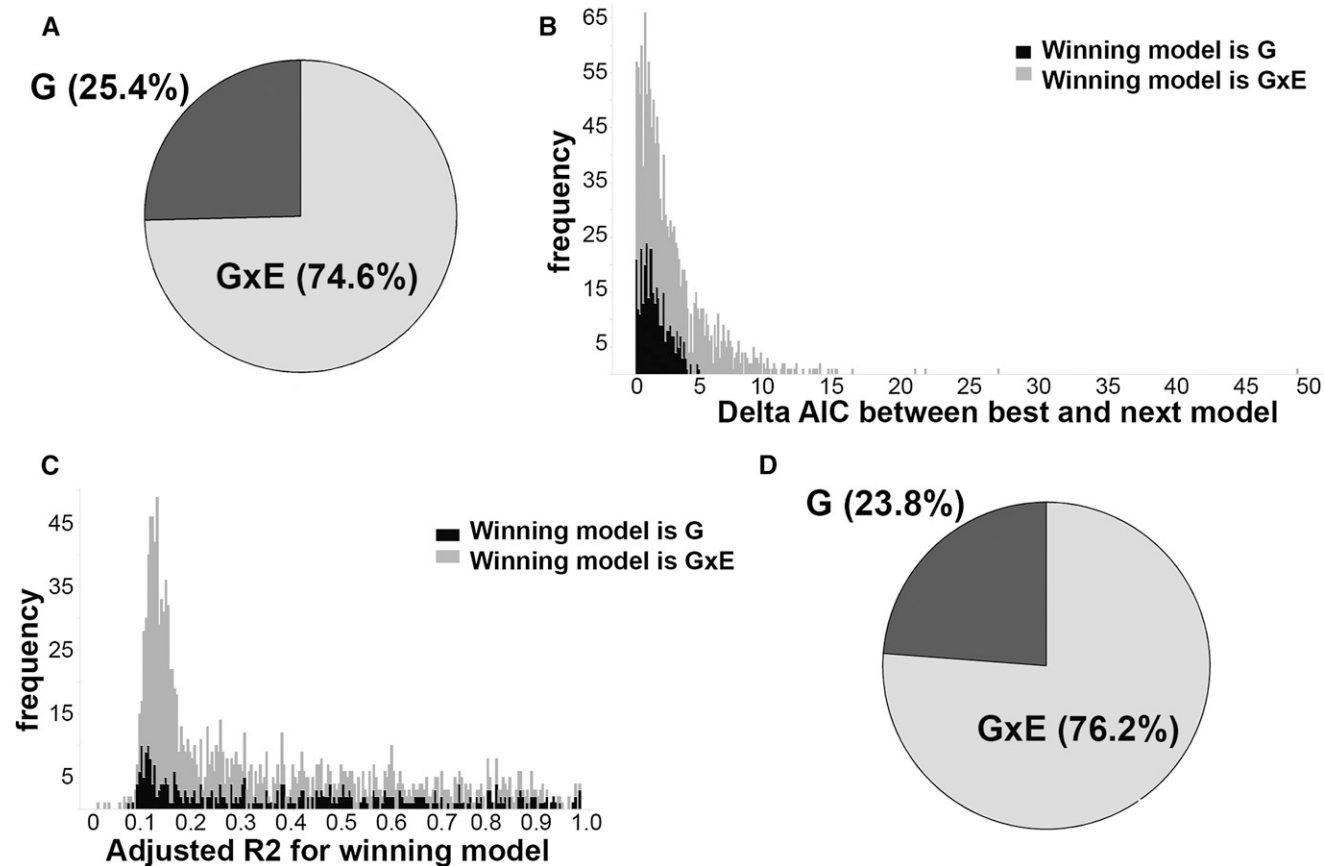 A
G (25.4%)
GxE (74.6%)
B
65
55
45
35
25
15
5
frequency
Winning model is G
Winning model is GxE
0 5 10 15 20 25 30 35 40 45 50
Delta AIC between best and next model
C
45
35
25
15
5
frequency
Winning model is G
Winning model is GxE
0 0.1 0.2 0.3 0.4 0.5 0.6 0.7 0.8 0.9 1.0
Adjusted R2 for winning model
D
G (23.8%)
GxE (76.2%)